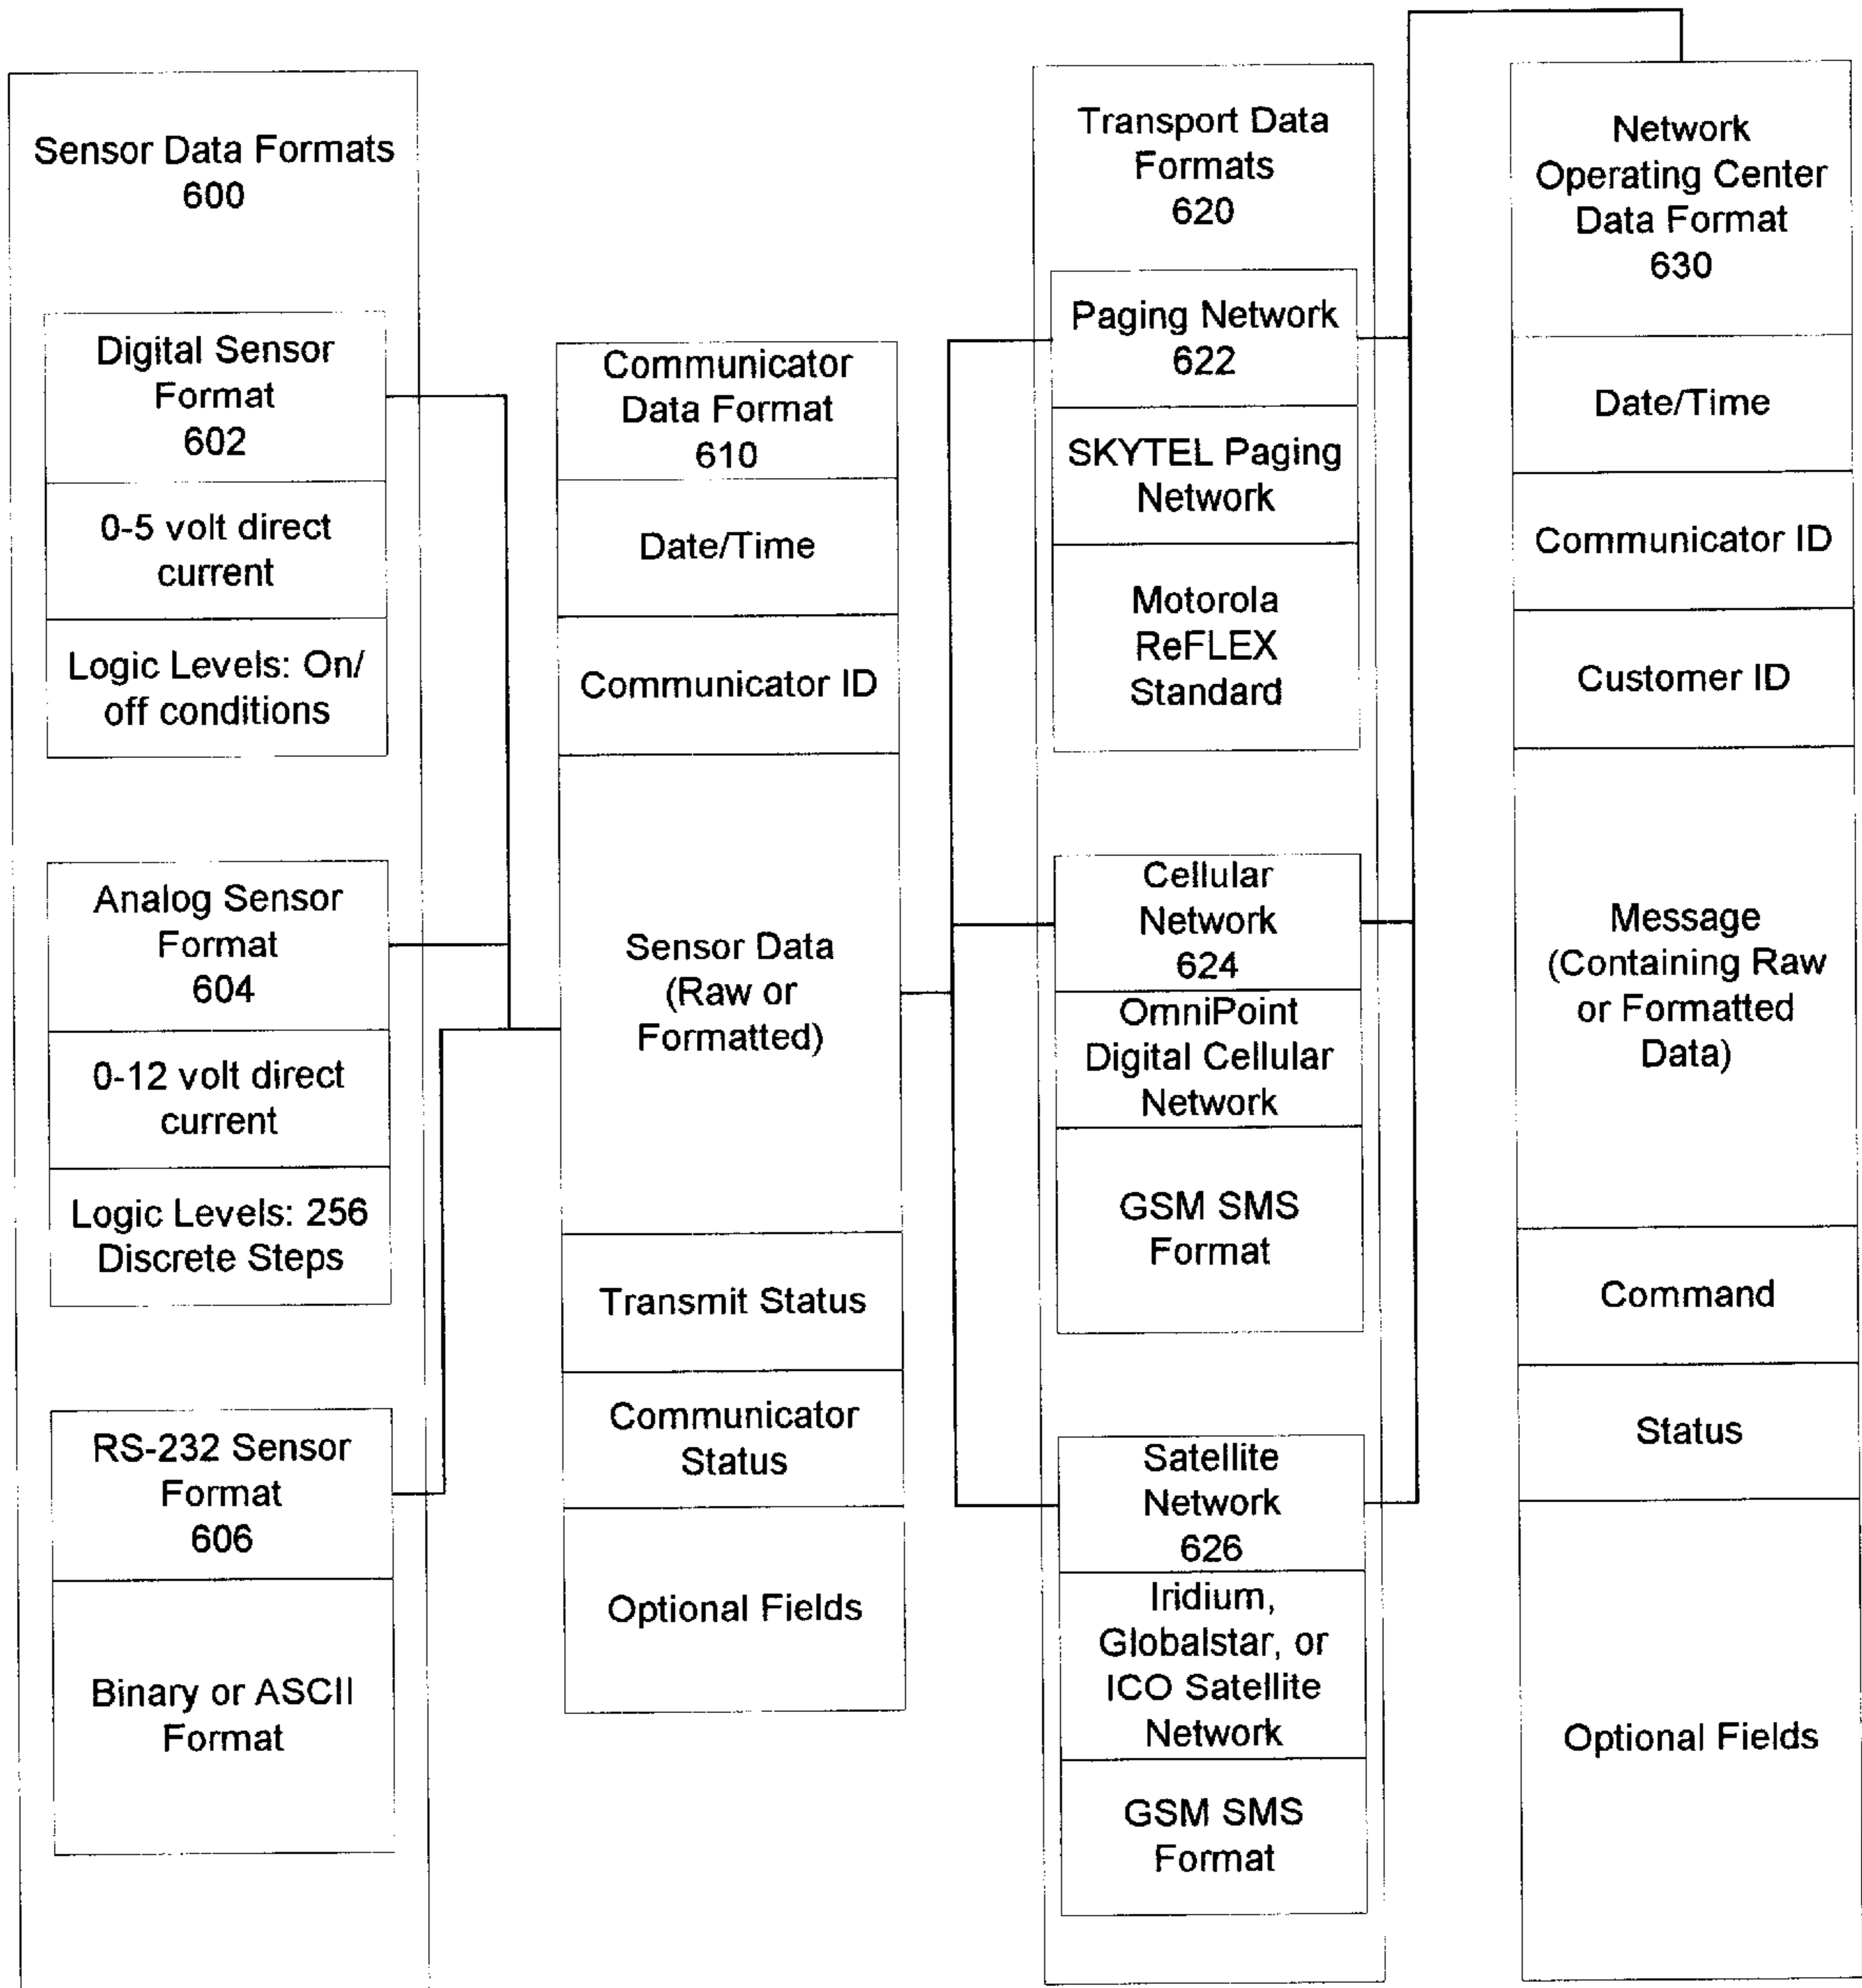 Sensor Data Formats
600
Digital Sensor
Format
602
0-5 volt direct
current
Logic Levels: On/
off conditions
Analog Sensor
Format
604
0-12 volt direct
current
Logic Levels: 256
Discrete Steps
RS-232 Sensor
Format
606
Binary or ASCII
Format
Communicator
Data Format
610
Date/Time
Communicator ID
Sensor Data
(Raw or
Formatted)
Transmit Status
Communicator
Status
Optional Fields
Transport Data
Formats
620
Paging Network
622
SKYTEL Paging
Network
Motorola
ReFLEX
Standard
Cellular
Network
624
OmniPoint
Digital Cellular
Network
GSM SMS
Format
Satellite
Network
626
Iridium,
Globalstar, or
ICO Satellite
Network
GSM SMS
Format
Network
Operating Center
Data Format
630
Date/Time
Communicator ID
Customer ID
Message
(Containing Raw
or Formatted
Data)
Command
Status
Optional Fields